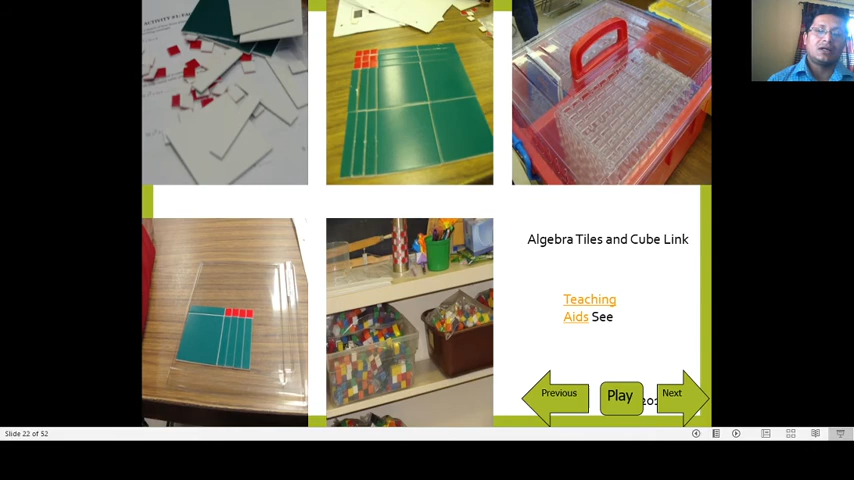 Algebra Tiles and Cube Link
Teaching
Aids See
Previous
Play
Next
Slide 22 of 52